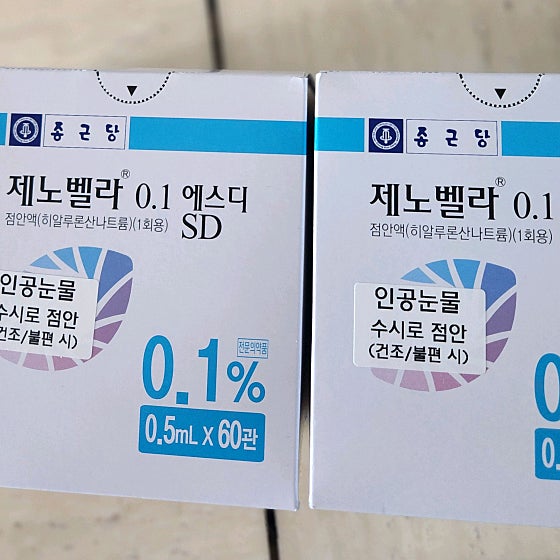 종근당
제노벨라® 0.1 에스디
SD
점안액(히알루론산나트륨)(1회용)
인공눈물
수시로 점안
(건조/불편 시)
전문의약품
0.1%
0.5mL X 60관
종근당
제노벨라® 0.1
점안액(히알루론산나트륨)(1회용)
인공눈물
수시로 점안
(건조/불편 시)
0
0.